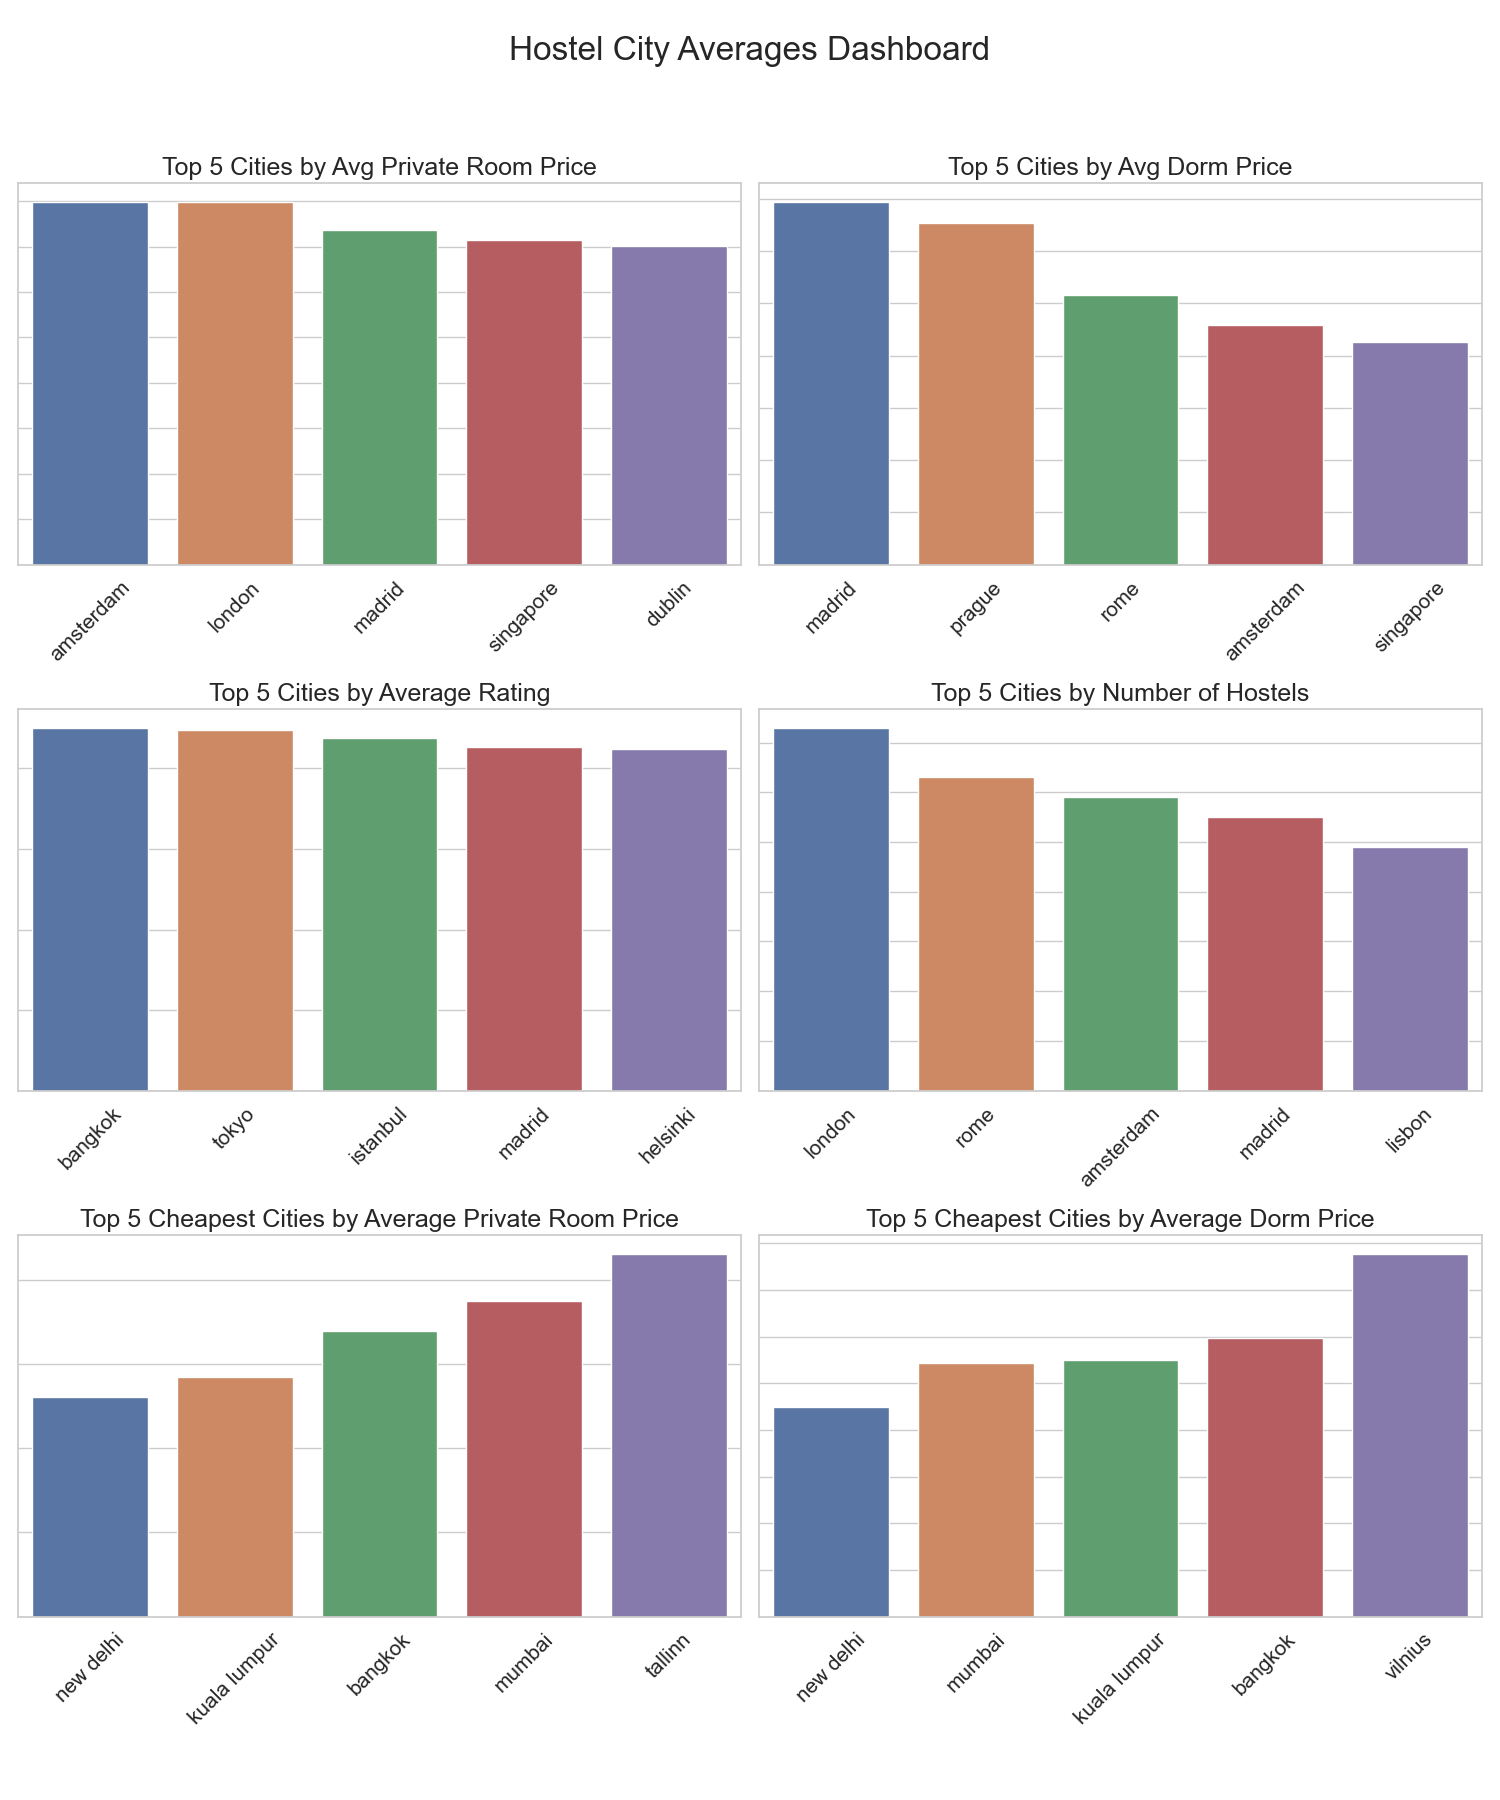 Hostel City Averages Dashboard
Top 5 Cities by Avg Private Room Price
amsterdam
london
madrid
singapore
dublin
Top 5 Cities by Avg Dorm Price
madrid
prague
rome
amsterdam
singapore
Top 5 Cities by Average Rating
bangkok
tokyo
istanbul
madrid
helsinki
Top 5 Cities by Number of Hostels
london
rome
amsterdam
madrid
lisbon
Top 5 Cheapest Cities by Average Private Room Price
new delhi
kuala lumpur
bangkok
mumbai
tallinn
Top 5 Cheapest Cities by Average Dorm Price
new delhi
mumbai
kuala lumpur
bangkok
vilnius